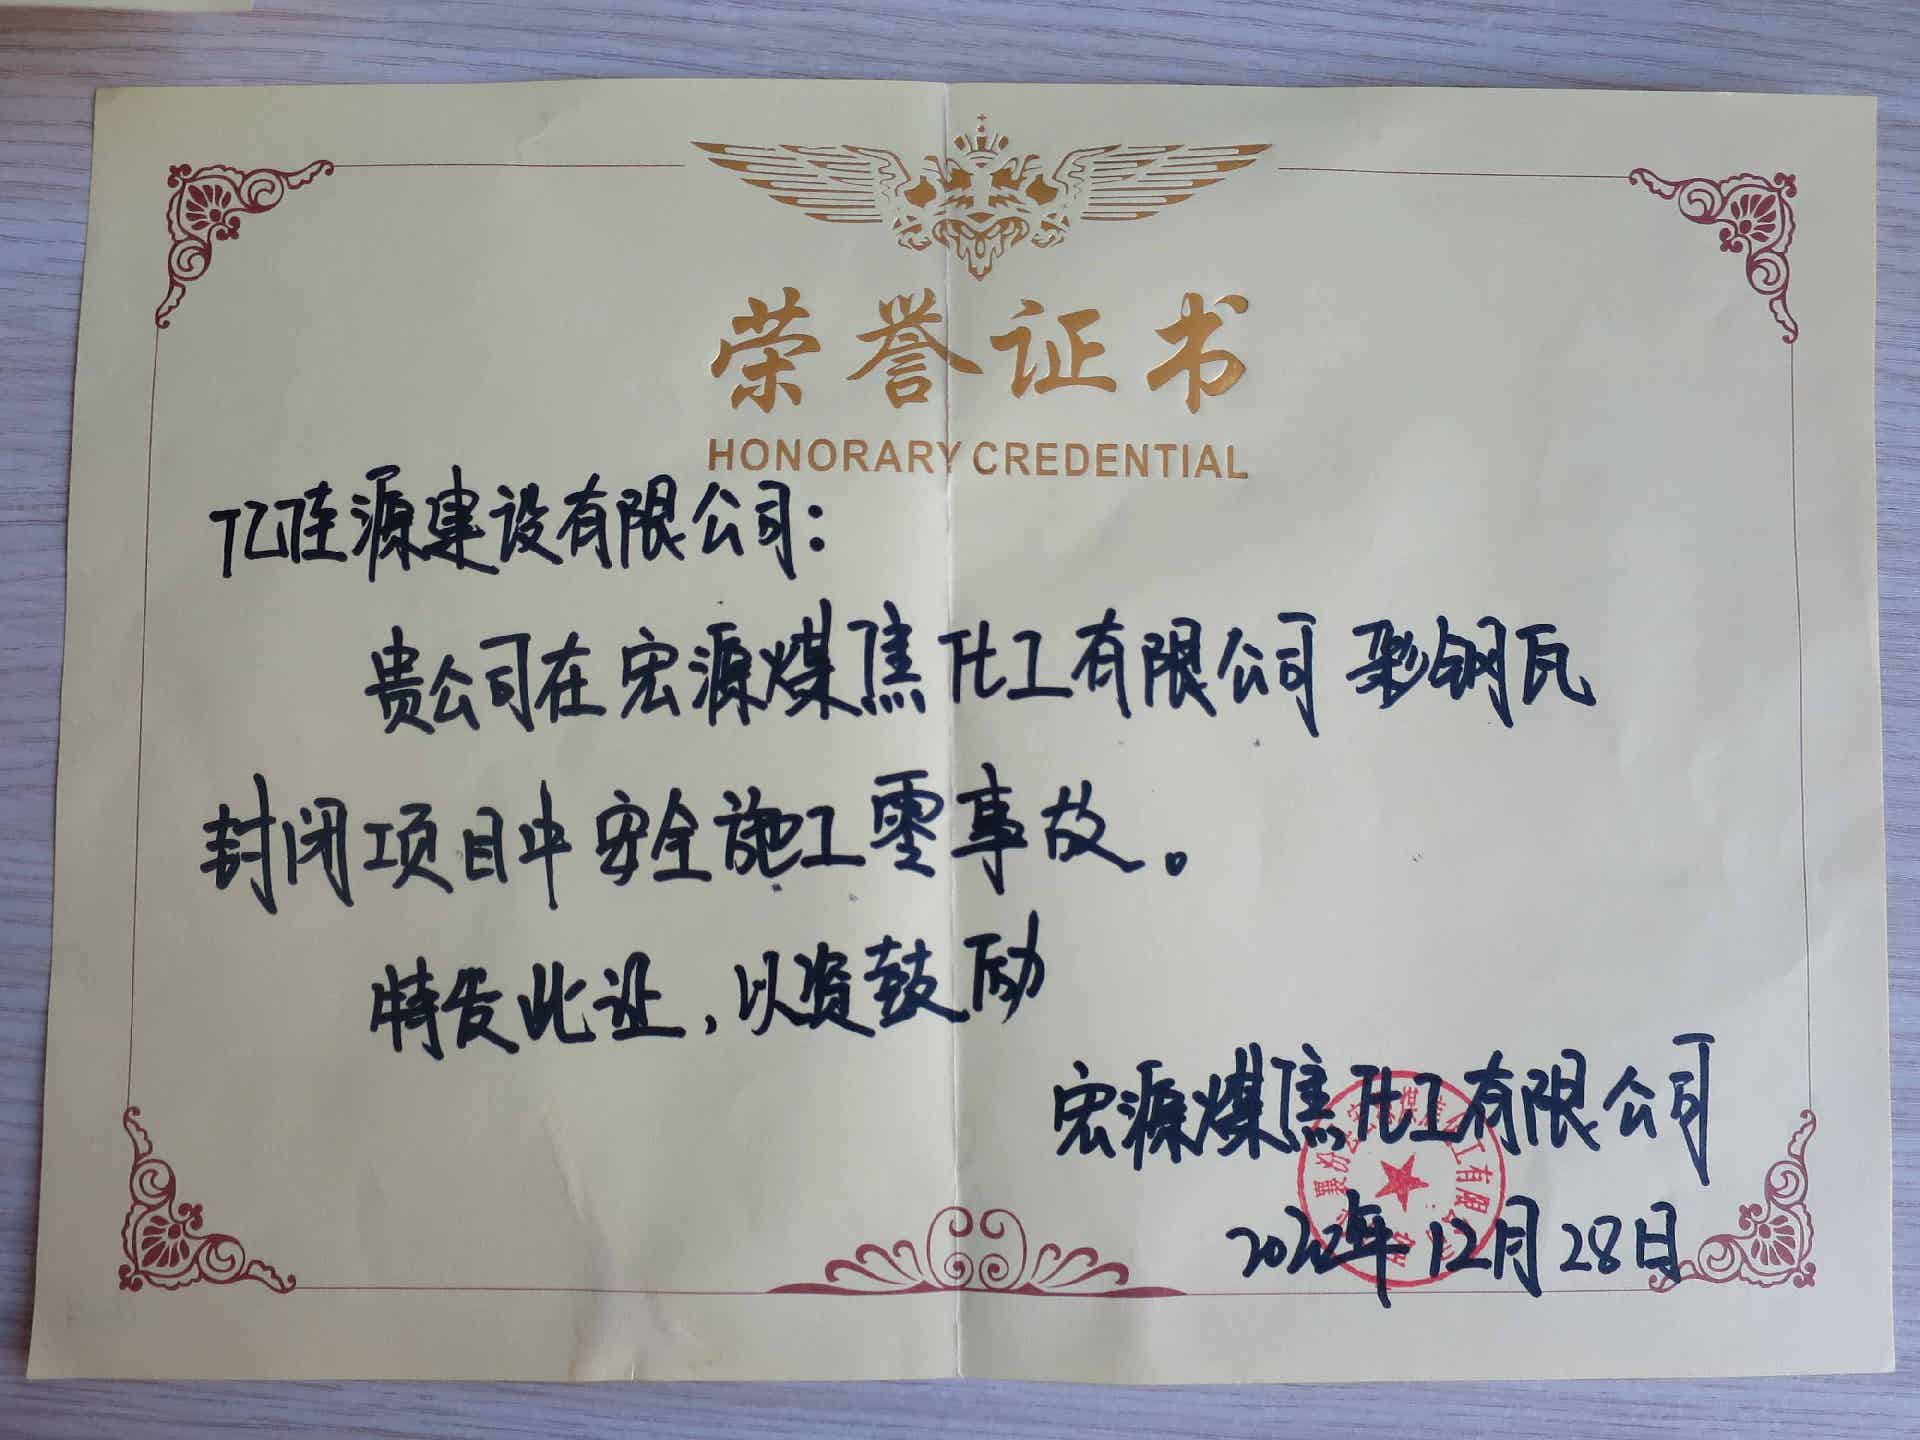 荣誉证书
HONORARY CREDENTIAL
亿佳源建设有限公司：
贵公司在宏源煤焦化工有限公司彩钢瓦
封闭项目中安全施工零事故。
特发此证，以资鼓励
宏源煤焦化工有限公司
2022年12月28日